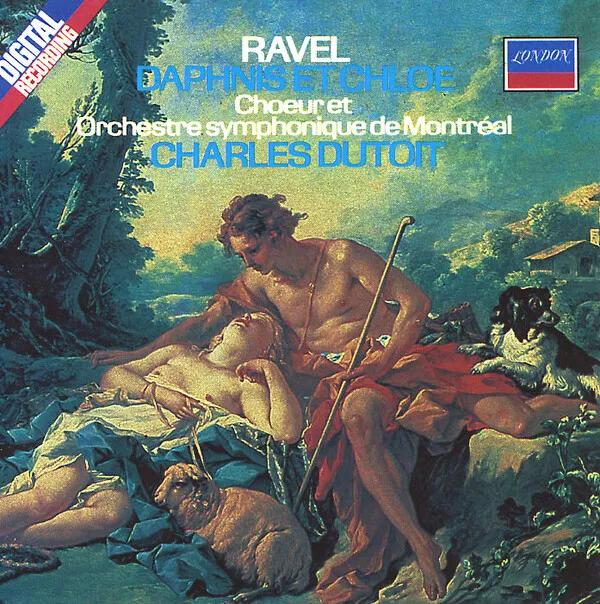 DIGITAL
RECORDING
RAVEL
DAPHNIS ET CHLOE
Choeur et
Orchestre symphonique de Montréal
CHARLES DUTOIT
LONDON